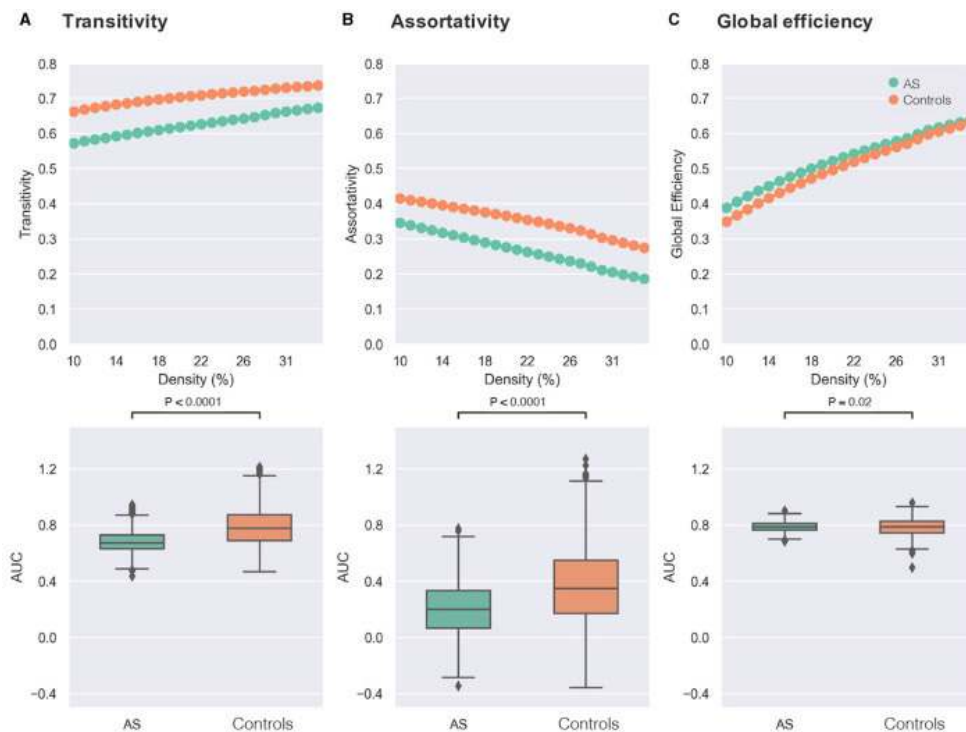 A Transitivity
B Assortativity
C Global efficiency
0.8
0.7
0.6
0.5
0.4
0.3
0.2
0.1
0.0
Transitivity
10 14 18 22 26 31
Density (%)
0.8
0.7
0.6
0.5
0.4
0.3
0.2
0.1
0.0
Assortativity
10 14 18 22 26 31
Density (%)
0.8
0.7
0.6
0.5
0.4
0.3
0.2
0.1
0.0
Global Efficiency
AS
Controls
10 14 18 22 26 31
Density (%)
P < 0.0001
1.2
0.8
0.4
0.0
−0.4
AUC
AS Controls
P < 0.0001
1.2
0.8
0.4
0.0
−0.4
AUC
AS Controls
P = 0.02
1.2
0.8
0.4
0.0
−0.4
AUC
AS Controls